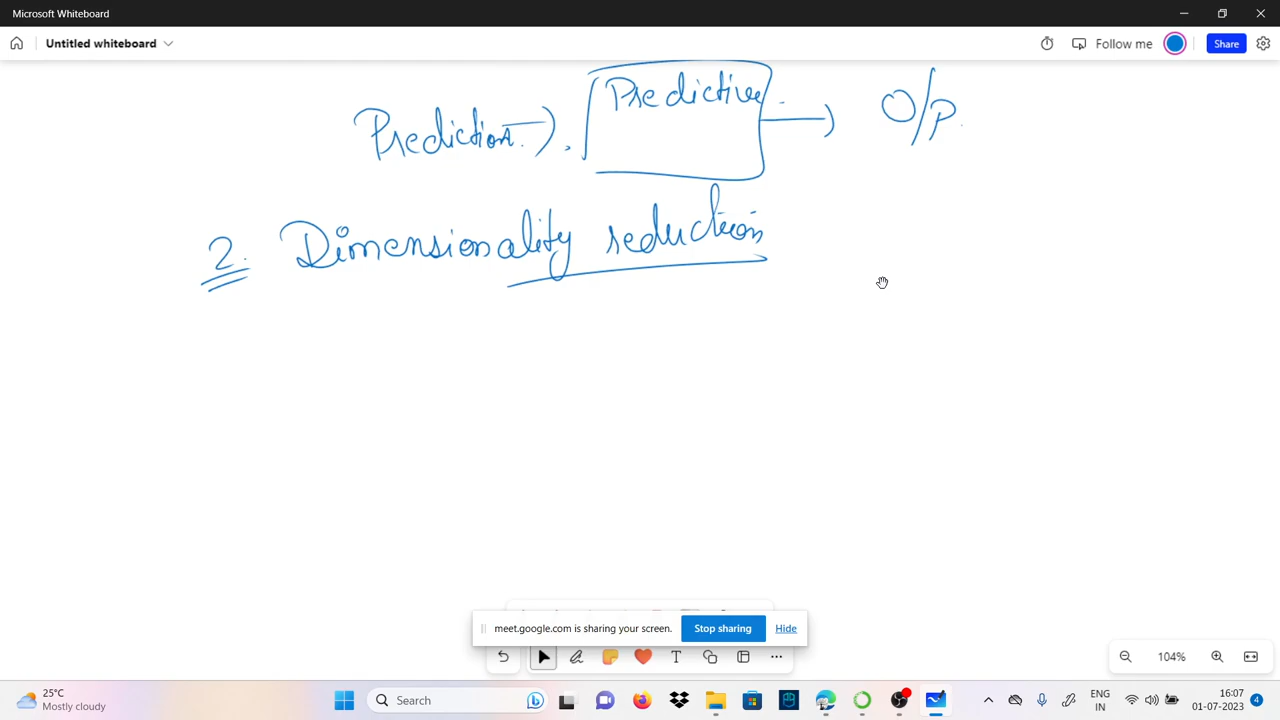 Microsoft Whiteboard
Untitled whiteboard
Follow me
Share
Prediction → Predictive → O/P.
2. Dimensionality reduction
meet.google.com is sharing your screen.
Stop sharing
Hide
104%
25°C
Mostly cloudy
Search
ENG
IN
16:07
01-07-2023
4